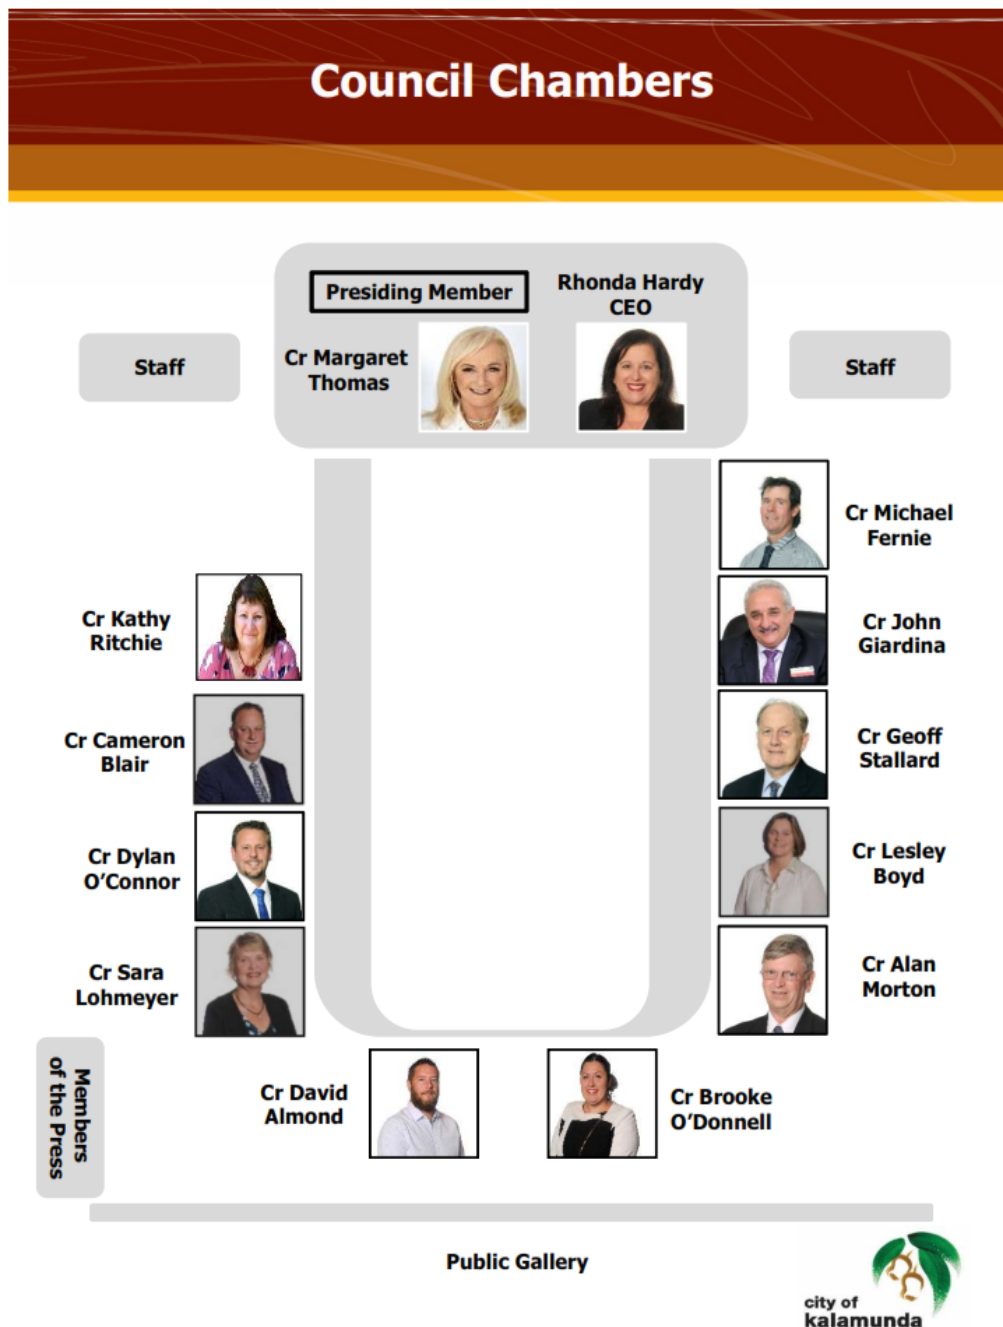 Council Chambers
Presiding Member
Rhonda Hardy
CEO
Cr Margaret
Thomas
Staff
Staff
Cr Michael
Fernie
Cr Kathy
Ritchie
Cr John
Giardina
Cr Cameron
Blair
Cr Geoff
Stallard
Cr Dylan
O’Connor
Cr Lesley
Boyd
Cr Sara
Lohmeyer
Cr Alan
Morton
Members
of the Press
Cr David
Almond
Cr Brooke
O’Donnell
Public Gallery
city of
kalamunda